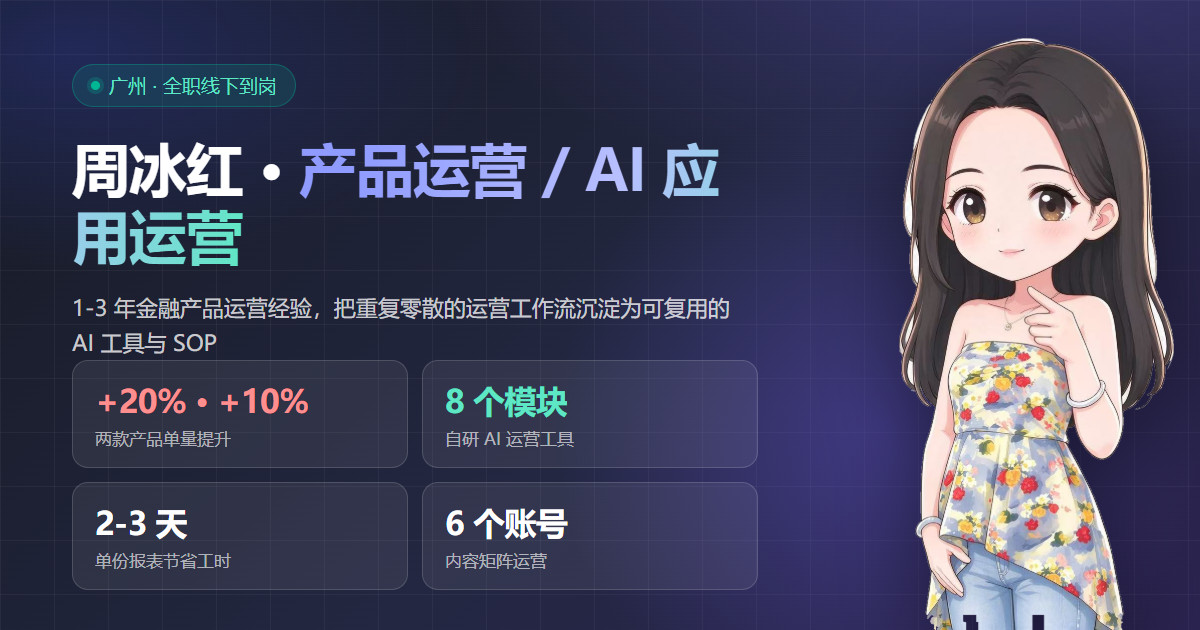 广州 · 全职线下到岗
周冰红 · 产品运营 / AI 应
用运营
1-3 年金融产品运营经验，把重复零散的运营工作流沉淀为可复用的
AI 工具与 SOP
+20% · +10%
两款产品单量提升
8 个模块
自研 AI 运营工具
2-3 天
单份报表节省工时
6 个账号
内容矩阵运营